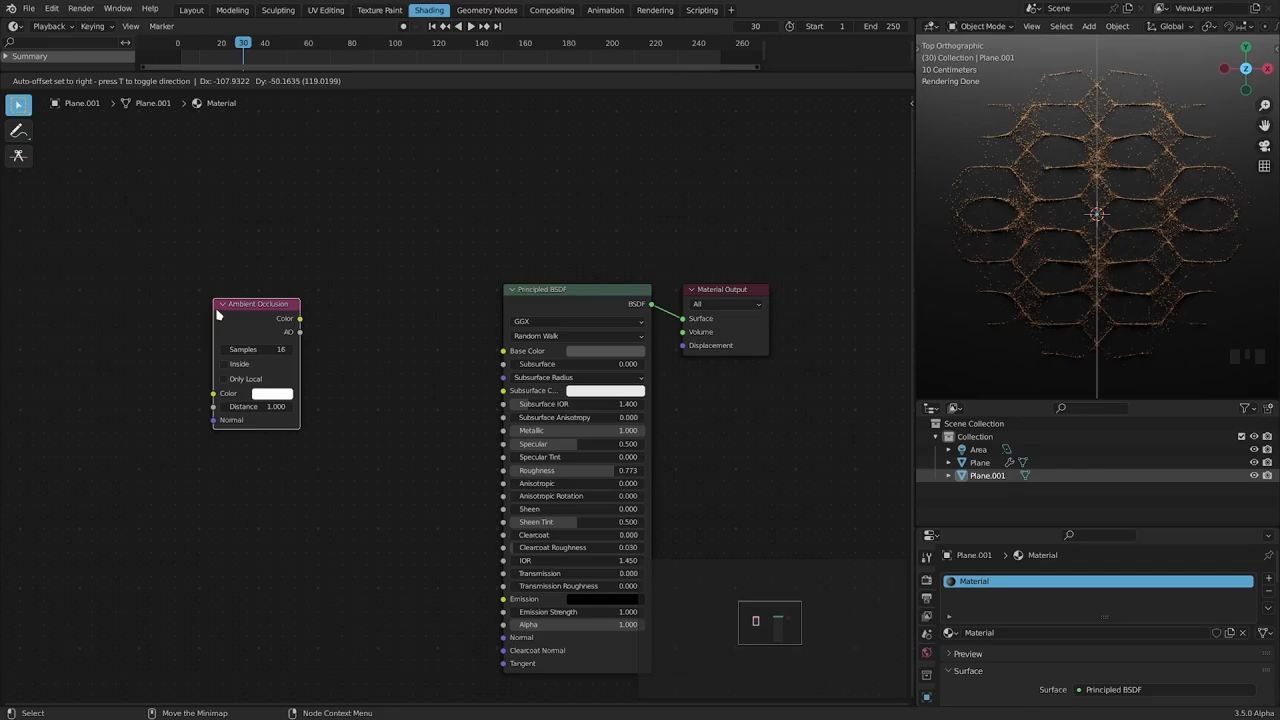 File Edit Render Window Help Layout Modeling Sculpting UV Editing Texture Paint Shading Geometry Nodes Compositing Animation Rendering Scripting Scene ViewLayer
Playback Keying View Marker 30 Start 1 End 250
0 20 30 40 60 80 100 120 140 160 180 200 220 240 260
Summary
Auto-offset set to right - press T to toggle direction | Dx: -107.9322 Dy: -50.1635 (119.0199)
Plane.001 > Plane.001 > Material
Object Mode View Select Add Object Global
Top Orthographic
(30) Collection | Plane.001
10 Centimeters
Rendering Done
Y
Z
X
Ambient Occlusion
Color
AO
Samples 16
Inside
Only Local
Color
Distance 1.000
Normal
Principled BSDF
BSDF
GGX
Random Walk
Base Color
Subsurface 0.000
Subsurface Radius
Subsurface C...
Subsurface IOR 1.400
Subsurface Anisotropy 0.000
Metallic 1.000
Specular 0.500
Specular Tint 0.000
Roughness 0.773
Anisotropic 0.000
Anisotropic Rotation 0.000
Sheen 0.000
Sheen Tint 0.500
Clearcoat 0.000
Clearcoat Roughness 0.030
IOR 1.450
Transmission 0.000
Transmission Roughness 0.000
Emission
Emission Strength 1.000
Alpha 1.000
Normal
Clearcoat Normal
Tangent
Material Output
All
Surface
Volume
Displacement
Scene Collection
Collection
Area
Plane
Plane.001
Plane.001 > Material
Material
Material
Preview
Surface
Surface Principled BSDF
Select Move the Minimap Node Context Menu 3.5.0 Alpha